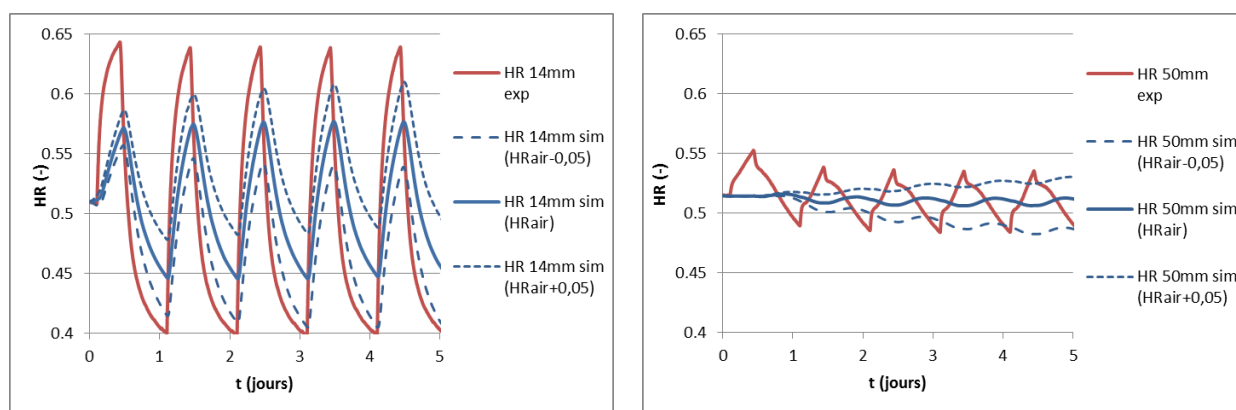 0.65
0.6
0.55
0.5
0.45
0.4
HR (-)
0
1
2
3
4
5
t (jours)
HR 14mm
exp
HR 14mm sim
(HRair-0,05)
HR 14mm sim
(HRair)
HR 14mm sim
(HRair+0,05)
0.65
0.6
0.55
0.5
0.45
0.4
HR (-)
0
1
2
3
4
5
t (jours)
HR 50mm
exp
HR 50mm sim
(HRair-0,05)
HR 50mm sim
(HRair)
HR 50mm sim
(HRair+0,05)